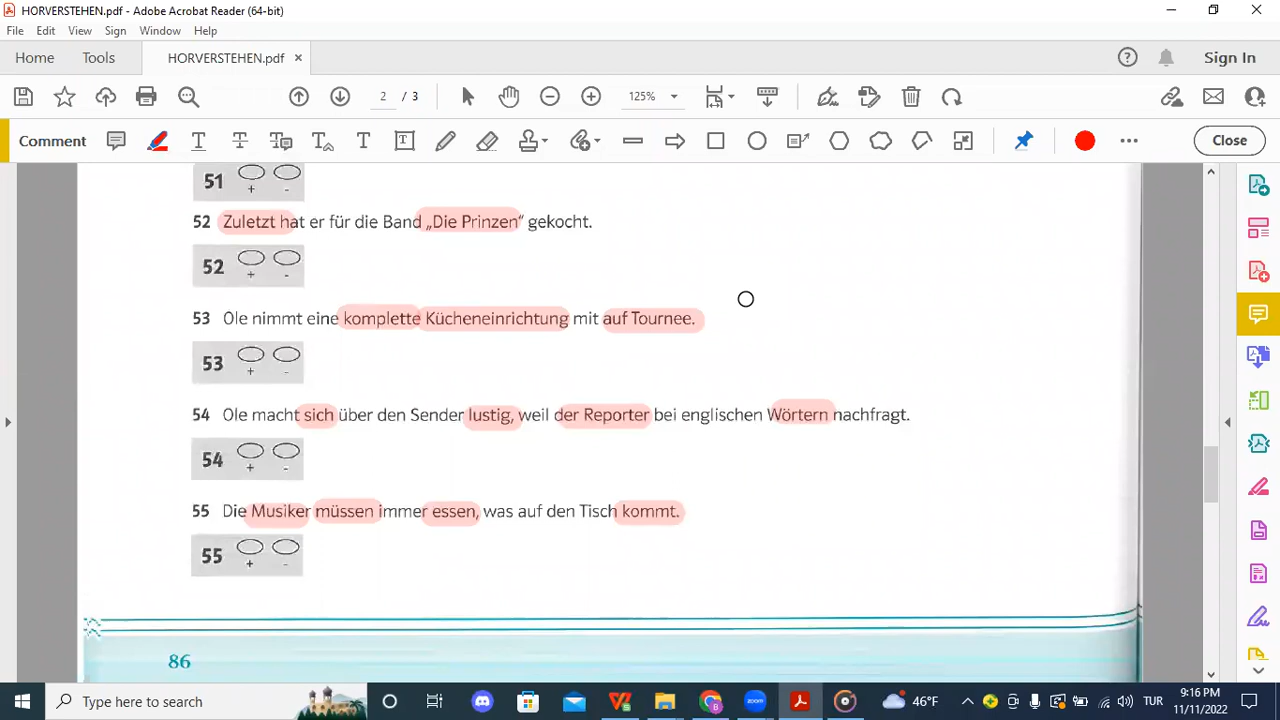 HORVERSTEHEN.pdf - Adobe Acrobat Reader (64-bit)
File Edit View Sign Window Help
Home Tools HORVERSTEHEN.pdf × Sign In
2 / 3 125%
Comment Close
51 + -
52 Zuletzt hat er für die Band „Die Prinzen“ gekocht.
52 + -
53 Ole nimmt eine komplette Kücheneinrichtung mit auf Tournee.
53 + -
54 Ole macht sich über den Sender lustig, weil der Reporter bei englischen Wörtern nachfragt.
54 + -
55 Die Musiker müssen immer essen, was auf den Tisch kommt.
55 + -
86
Type here to search zoom 46°F TUR 9:16 PM
11/11/2022